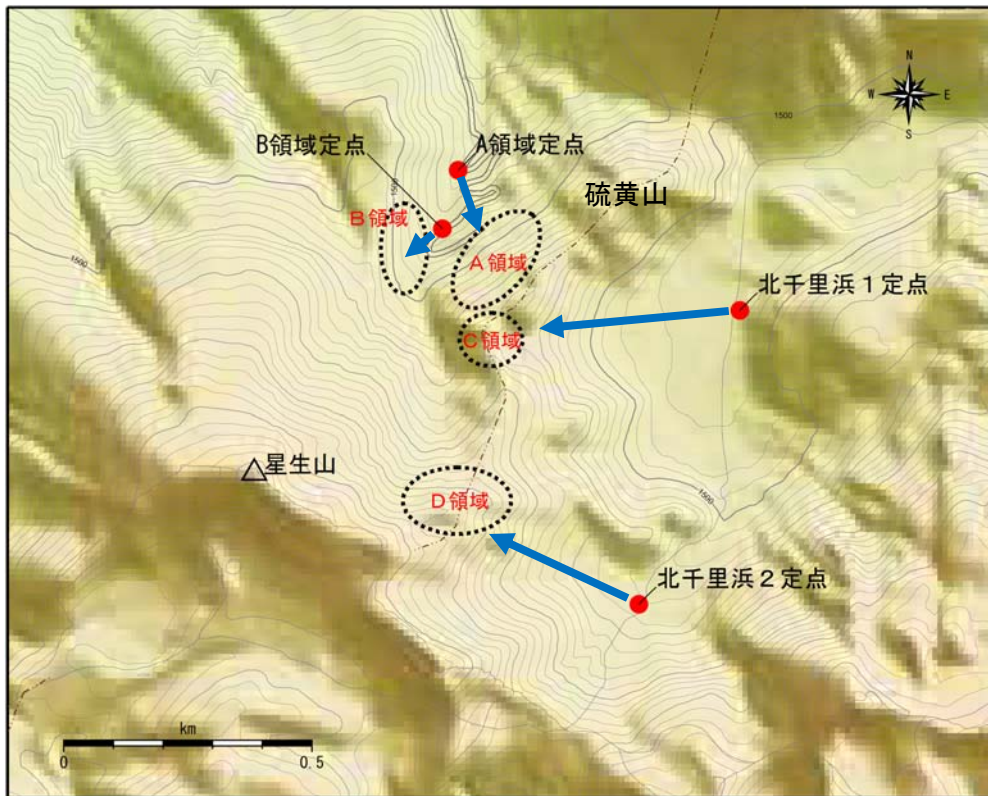 N
W E
S
1500
B領域定点
A領域定点
1500
硫黄山
B領域
A領域
1500
北千里浜1定点
C領域
星生山
D領域
1500
北千里浜2定点
km
0 0.5